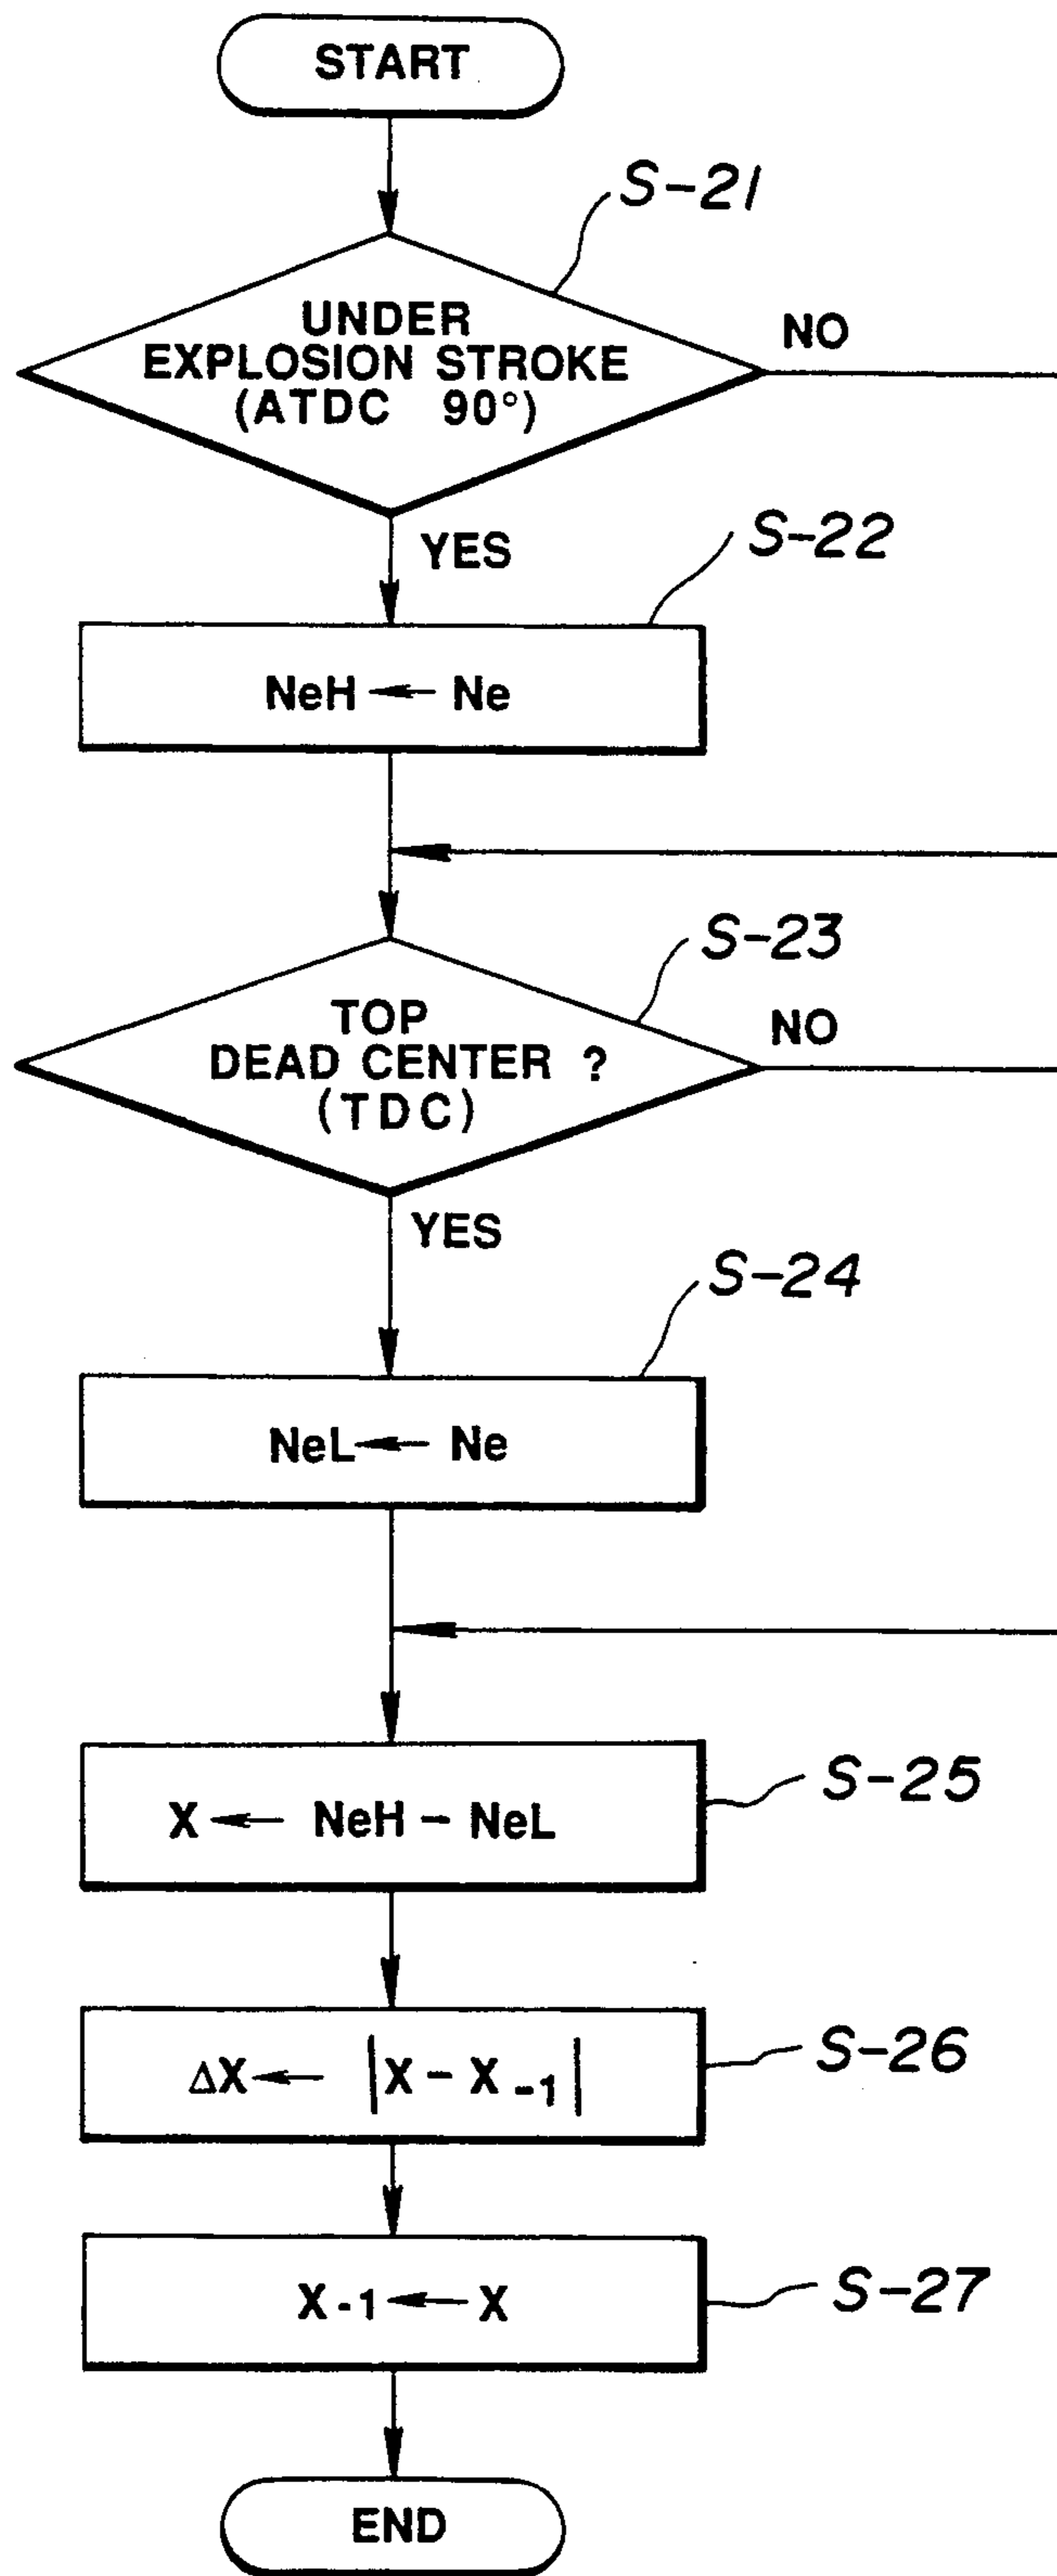 START
S-21
UNDER
EXPLOSION STROKE
(ATDC 90°)
NO
YES
S-22
NeH ← Ne
S-23
TOP
DEAD CENTER ?
(TDC)
NO
YES
S-24
NeL ← Ne
S-25
X ← NeH - NeL
S-26
ΔX ← |X - X -1|
S-27
X -1 ← X
END